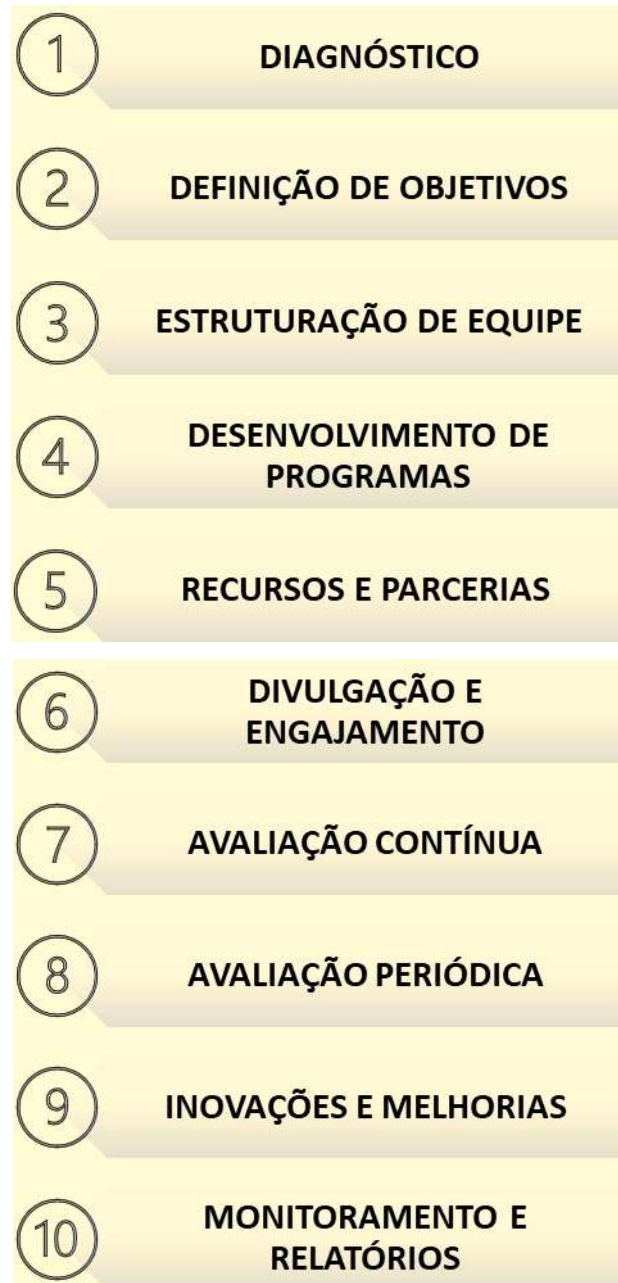 1 DIAGNÓSTICO
2 DEFINIÇÃO DE OBJETIVOS
3 ESTRUTURAÇÃO DE EQUIPE
4 DESENVOLVIMENTO DE
PROGRAMAS
5 RECURSOS E PARCERIAS
6 DIVULGAÇÃO E
ENGAJAMENTO
7 AVALIAÇÃO CONTÍNUA
8 AVALIAÇÃO PERIÓDICA
9 INOVAÇÕES E MELHORIAS
10 MONITORAMENTO E
RELATÓRIOS